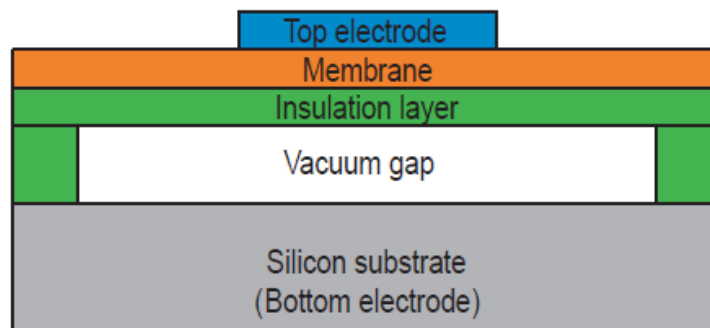 Top electrode
Membrane
Insulation layer
Vacuum gap
Silicon substrate
(Bottom electrode)